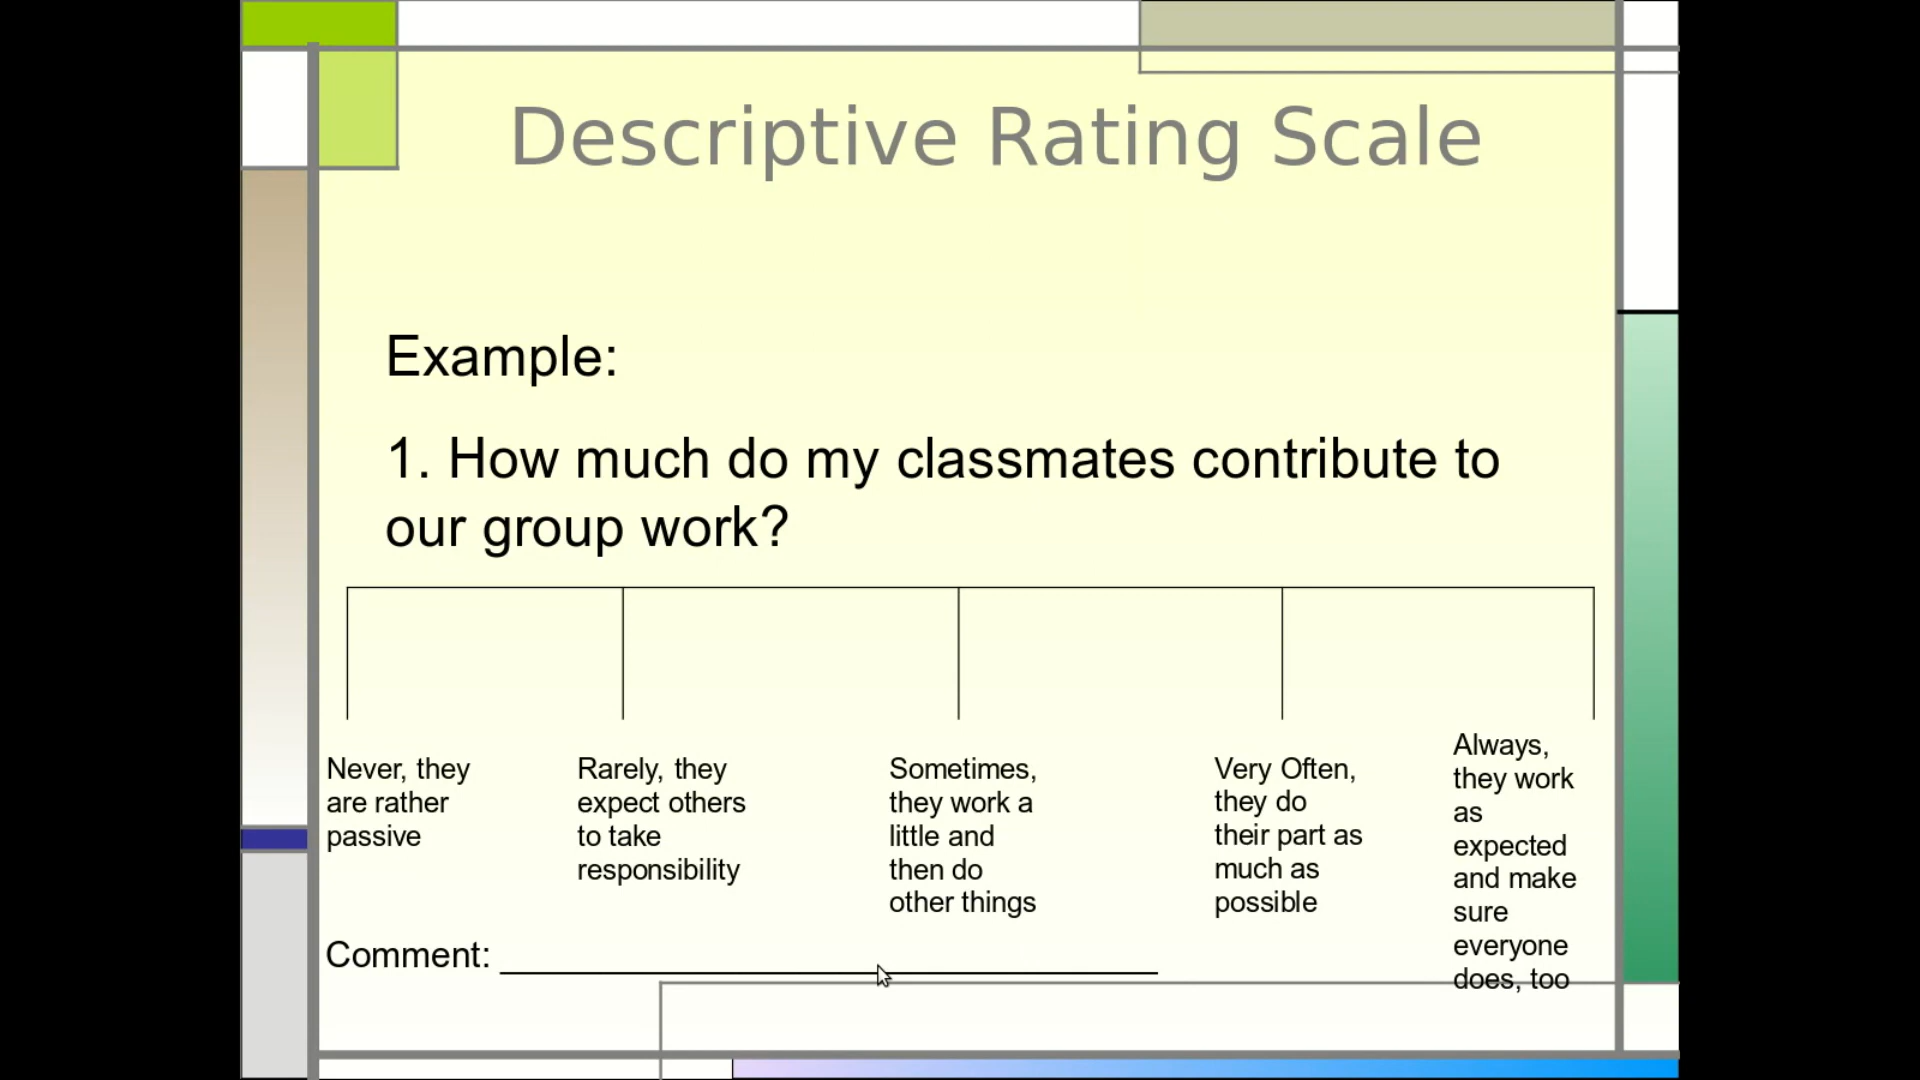 Descriptive Rating Scale
Example:
1. How much do my classmates contribute to
our group work?
Never, they
are rather
passive
Rarely, they
expect others
to take
responsibility
Sometimes,
they work a
little and
then do
other things
Very Often,
they do
their part as
much as
possible
Always,
they work
as
expected
and make
sure
everyone
does, too
Comment: